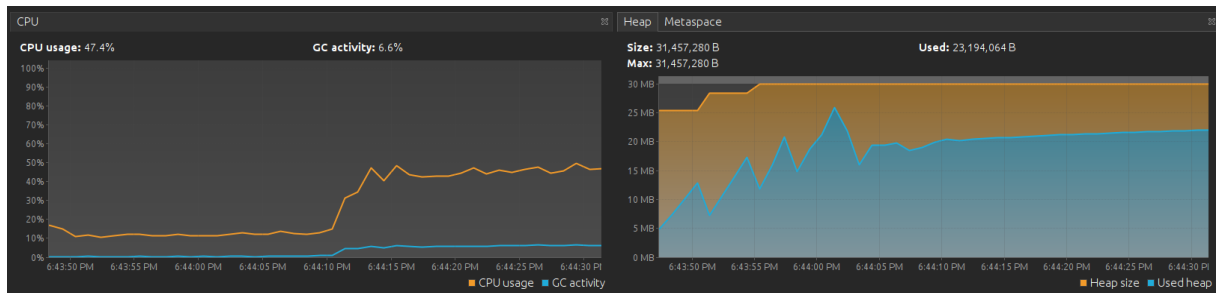 CPU
CPU usage: 47.4% GC activity: 6.6%
100%
90%
80%
70%
60%
50%
40%
30%
20%
10%
0%
6:43:50 PM 6:43:55 PM 6:44:00 PM 6:44:05 PM 6:44:10 PM 6:44:15 PM 6:44:20 PM 6:44:25 PM 6:44:30 PI
CPU usage GC activity
Heap Metaspace
Size: 31,457,280 B Used: 23,194,064 B
Max: 31,457,280 B
30 MB
25 MB
20 MB
15 MB
10 MB
5 MB
0 MB
6:43:50 PM 6:43:55 PM 6:44:00 PM 6:44:05 PM 6:44:10 PM 6:44:15 PM 6:44:20 PM 6:44:25 PM 6:44:30 PI
Heap size Used heap